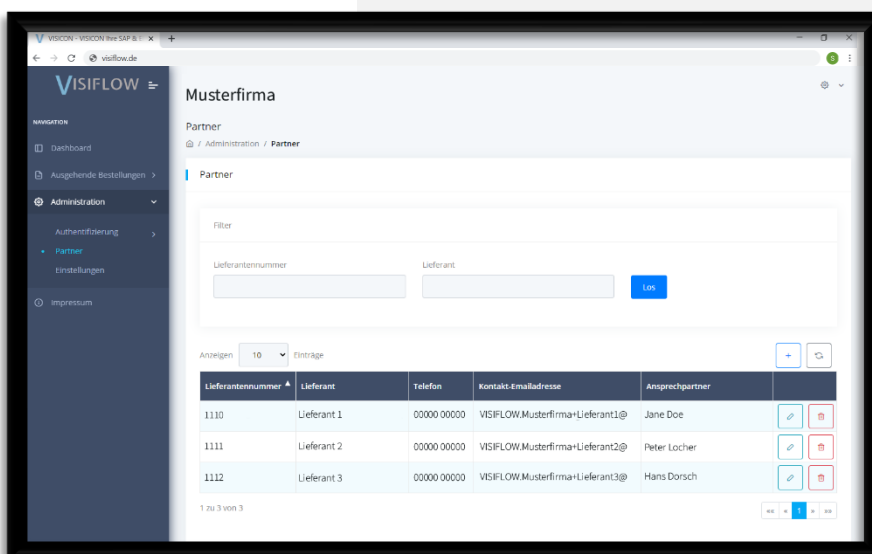 VISICON - VISICON Ihre SAP &
visiflow.de
S
VISIFLOW
NAVIGATION
Dashboard
Ausgehende Bestellungen
Administration
Authentifizierung
Partner
Einstellungen
Impressum
Musterfirma
Partner
/ Administration / Partner
Partner
Filter
Lieferantennummer Lieferant
Los
Anzeigen 10 Einträge
Lieferantennummer Lieferant Telefon Kontakt-Emailadresse Ansprechpartner
1110 Lieferant 1 00000 00000 VISIFLOW.Musterfirma+Lieferant1@ Jane Doe
1111 Lieferant 2 00000 00000 VISIFLOW.Musterfirma+Lieferant2@ Peter Locher
1112 Lieferant 3 00000 00000 VISIFLOW.Musterfirma+Lieferant3@ Hans Dorsch
1 zu 3 von 3
«« « 1 » »»